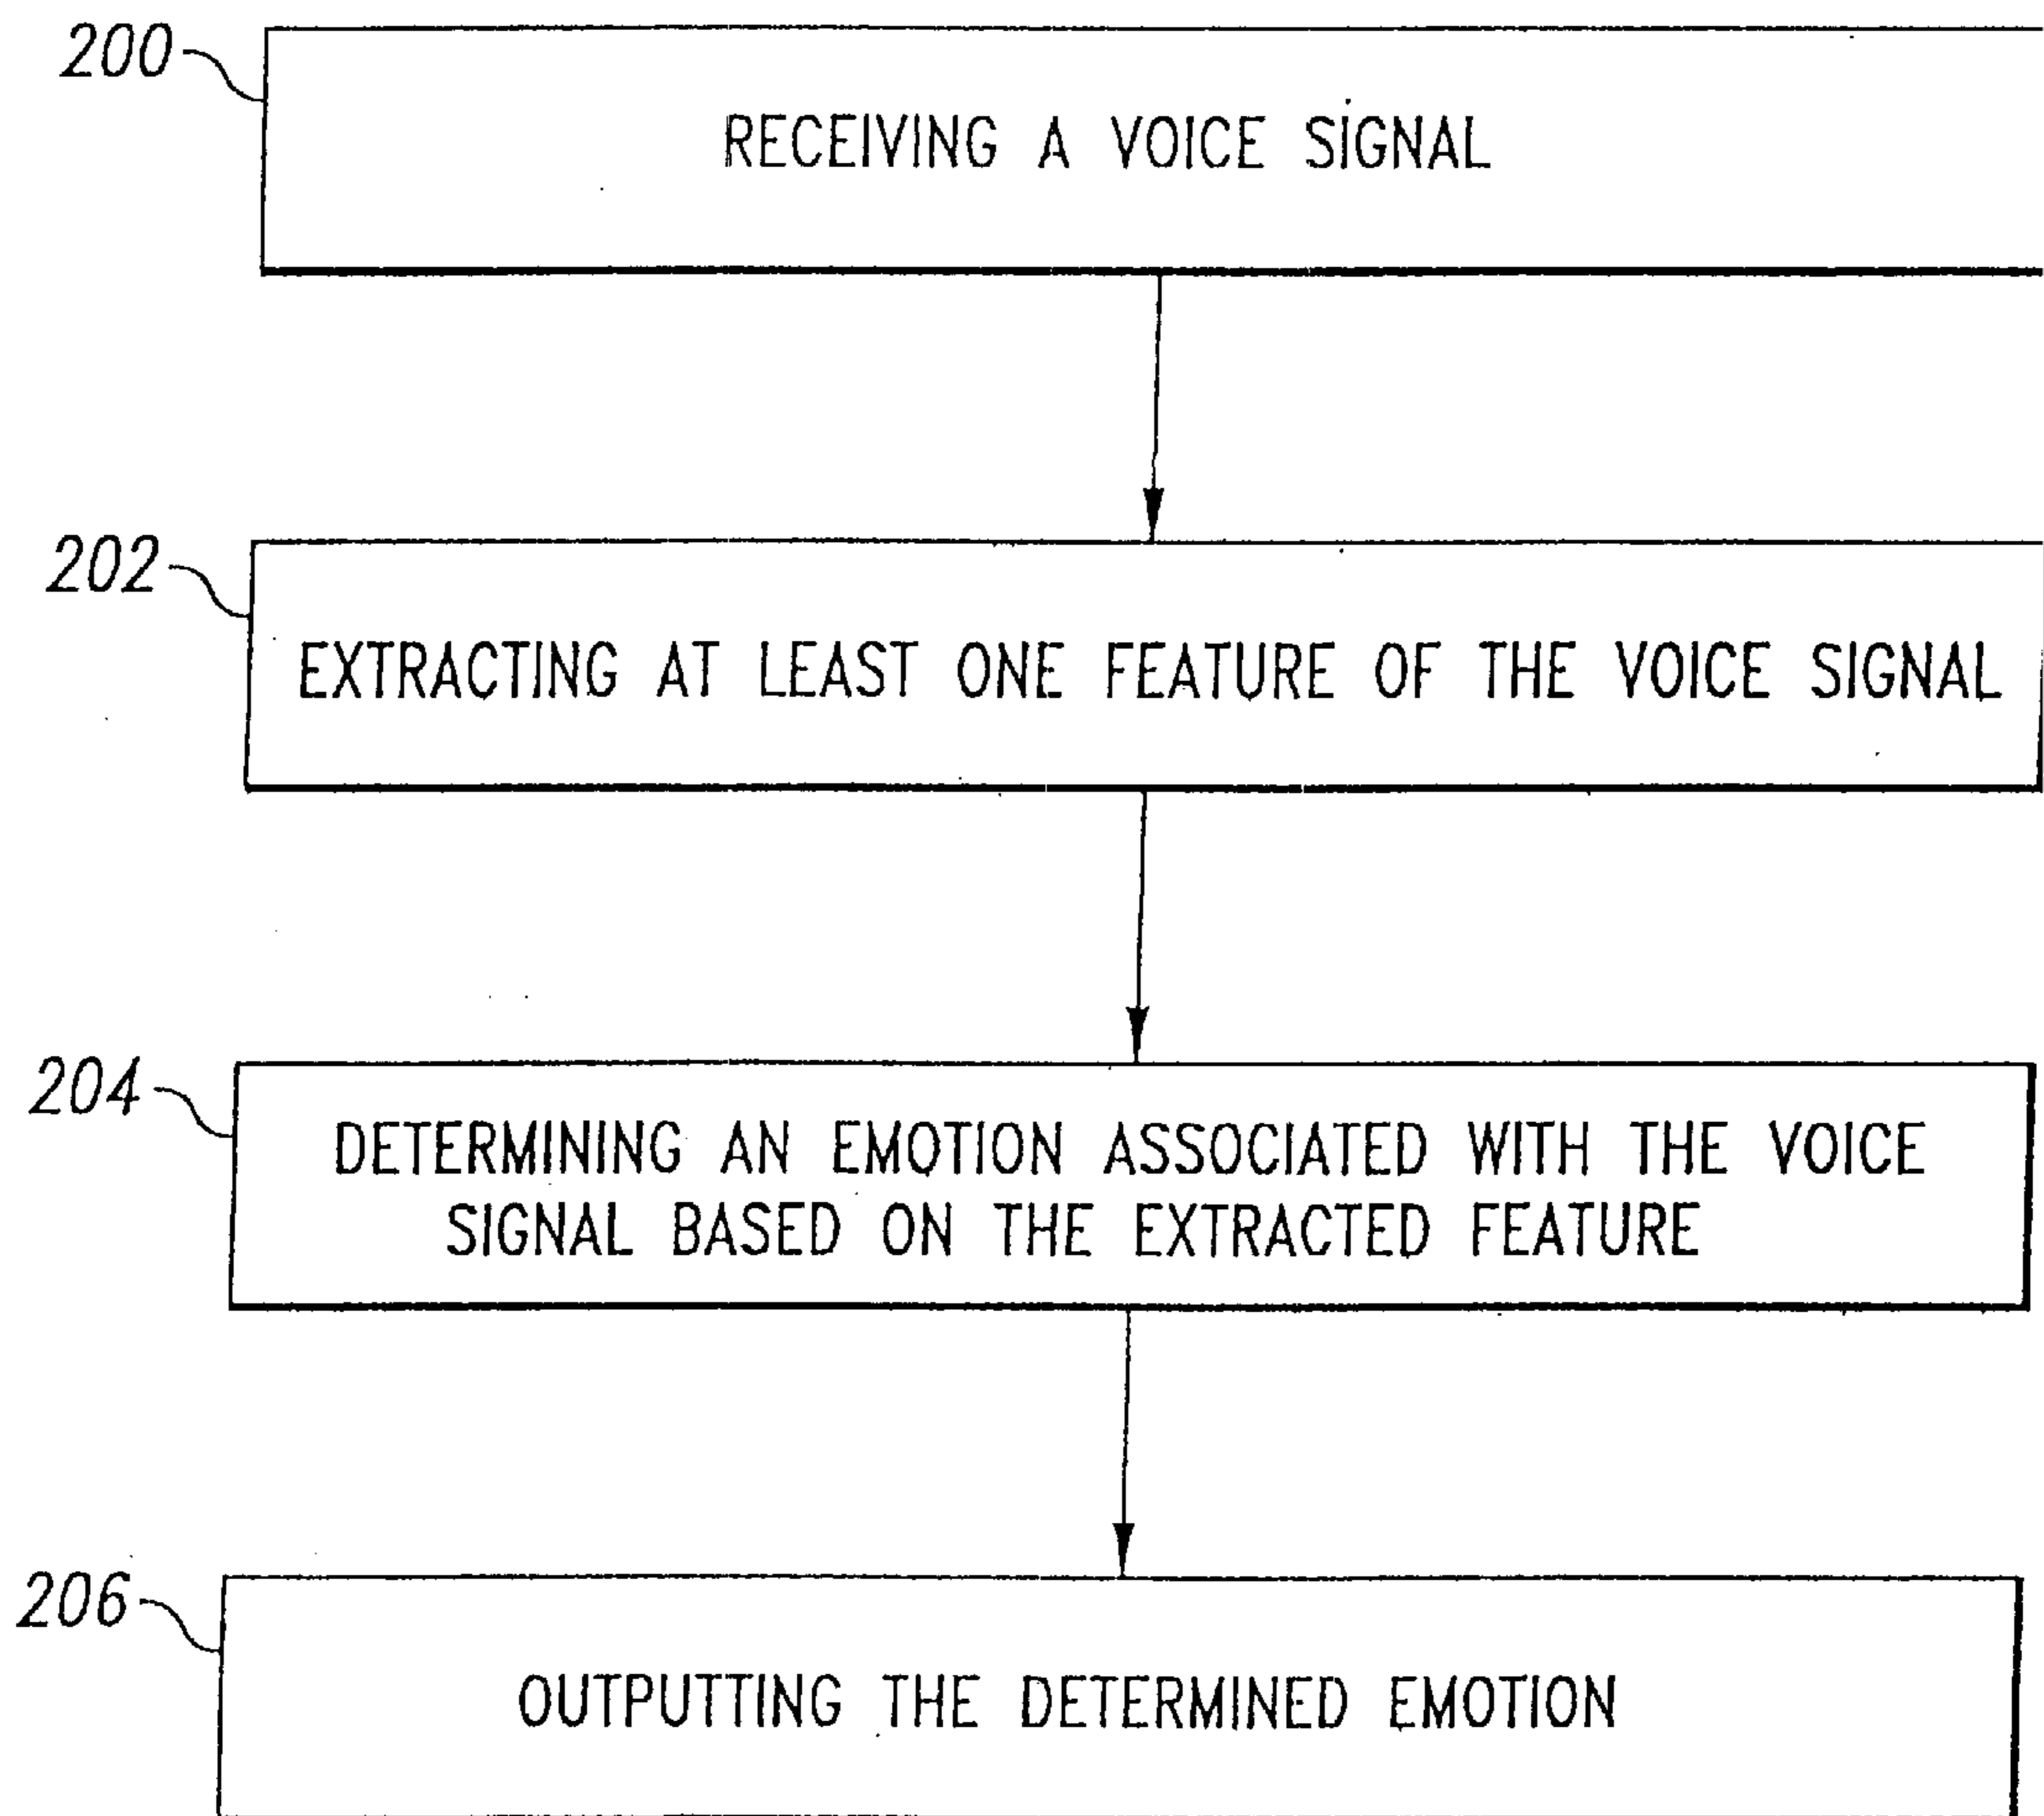 200
RECEIVING A VOICE SIGNAL
202
EXTRACTING AT LEAST ONE FEATURE OF THE VOICE SIGNAL
204
DETERMINING AN EMOTION ASSOCIATED WITH THE VOICE
SIGNAL BASED ON THE EXTRACTED FEATURE
206
OUTPUTTING THE DETERMINED EMOTION